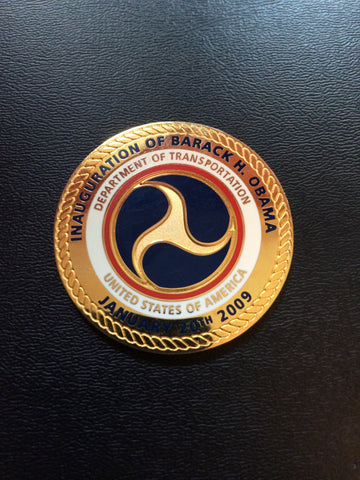 INAUGURATION OF BARACK H. OBAMA
DEPARTMENT OF TRANSPORTATION
UNITED STATES OF AMERICA
JANUARY 20TH 2009